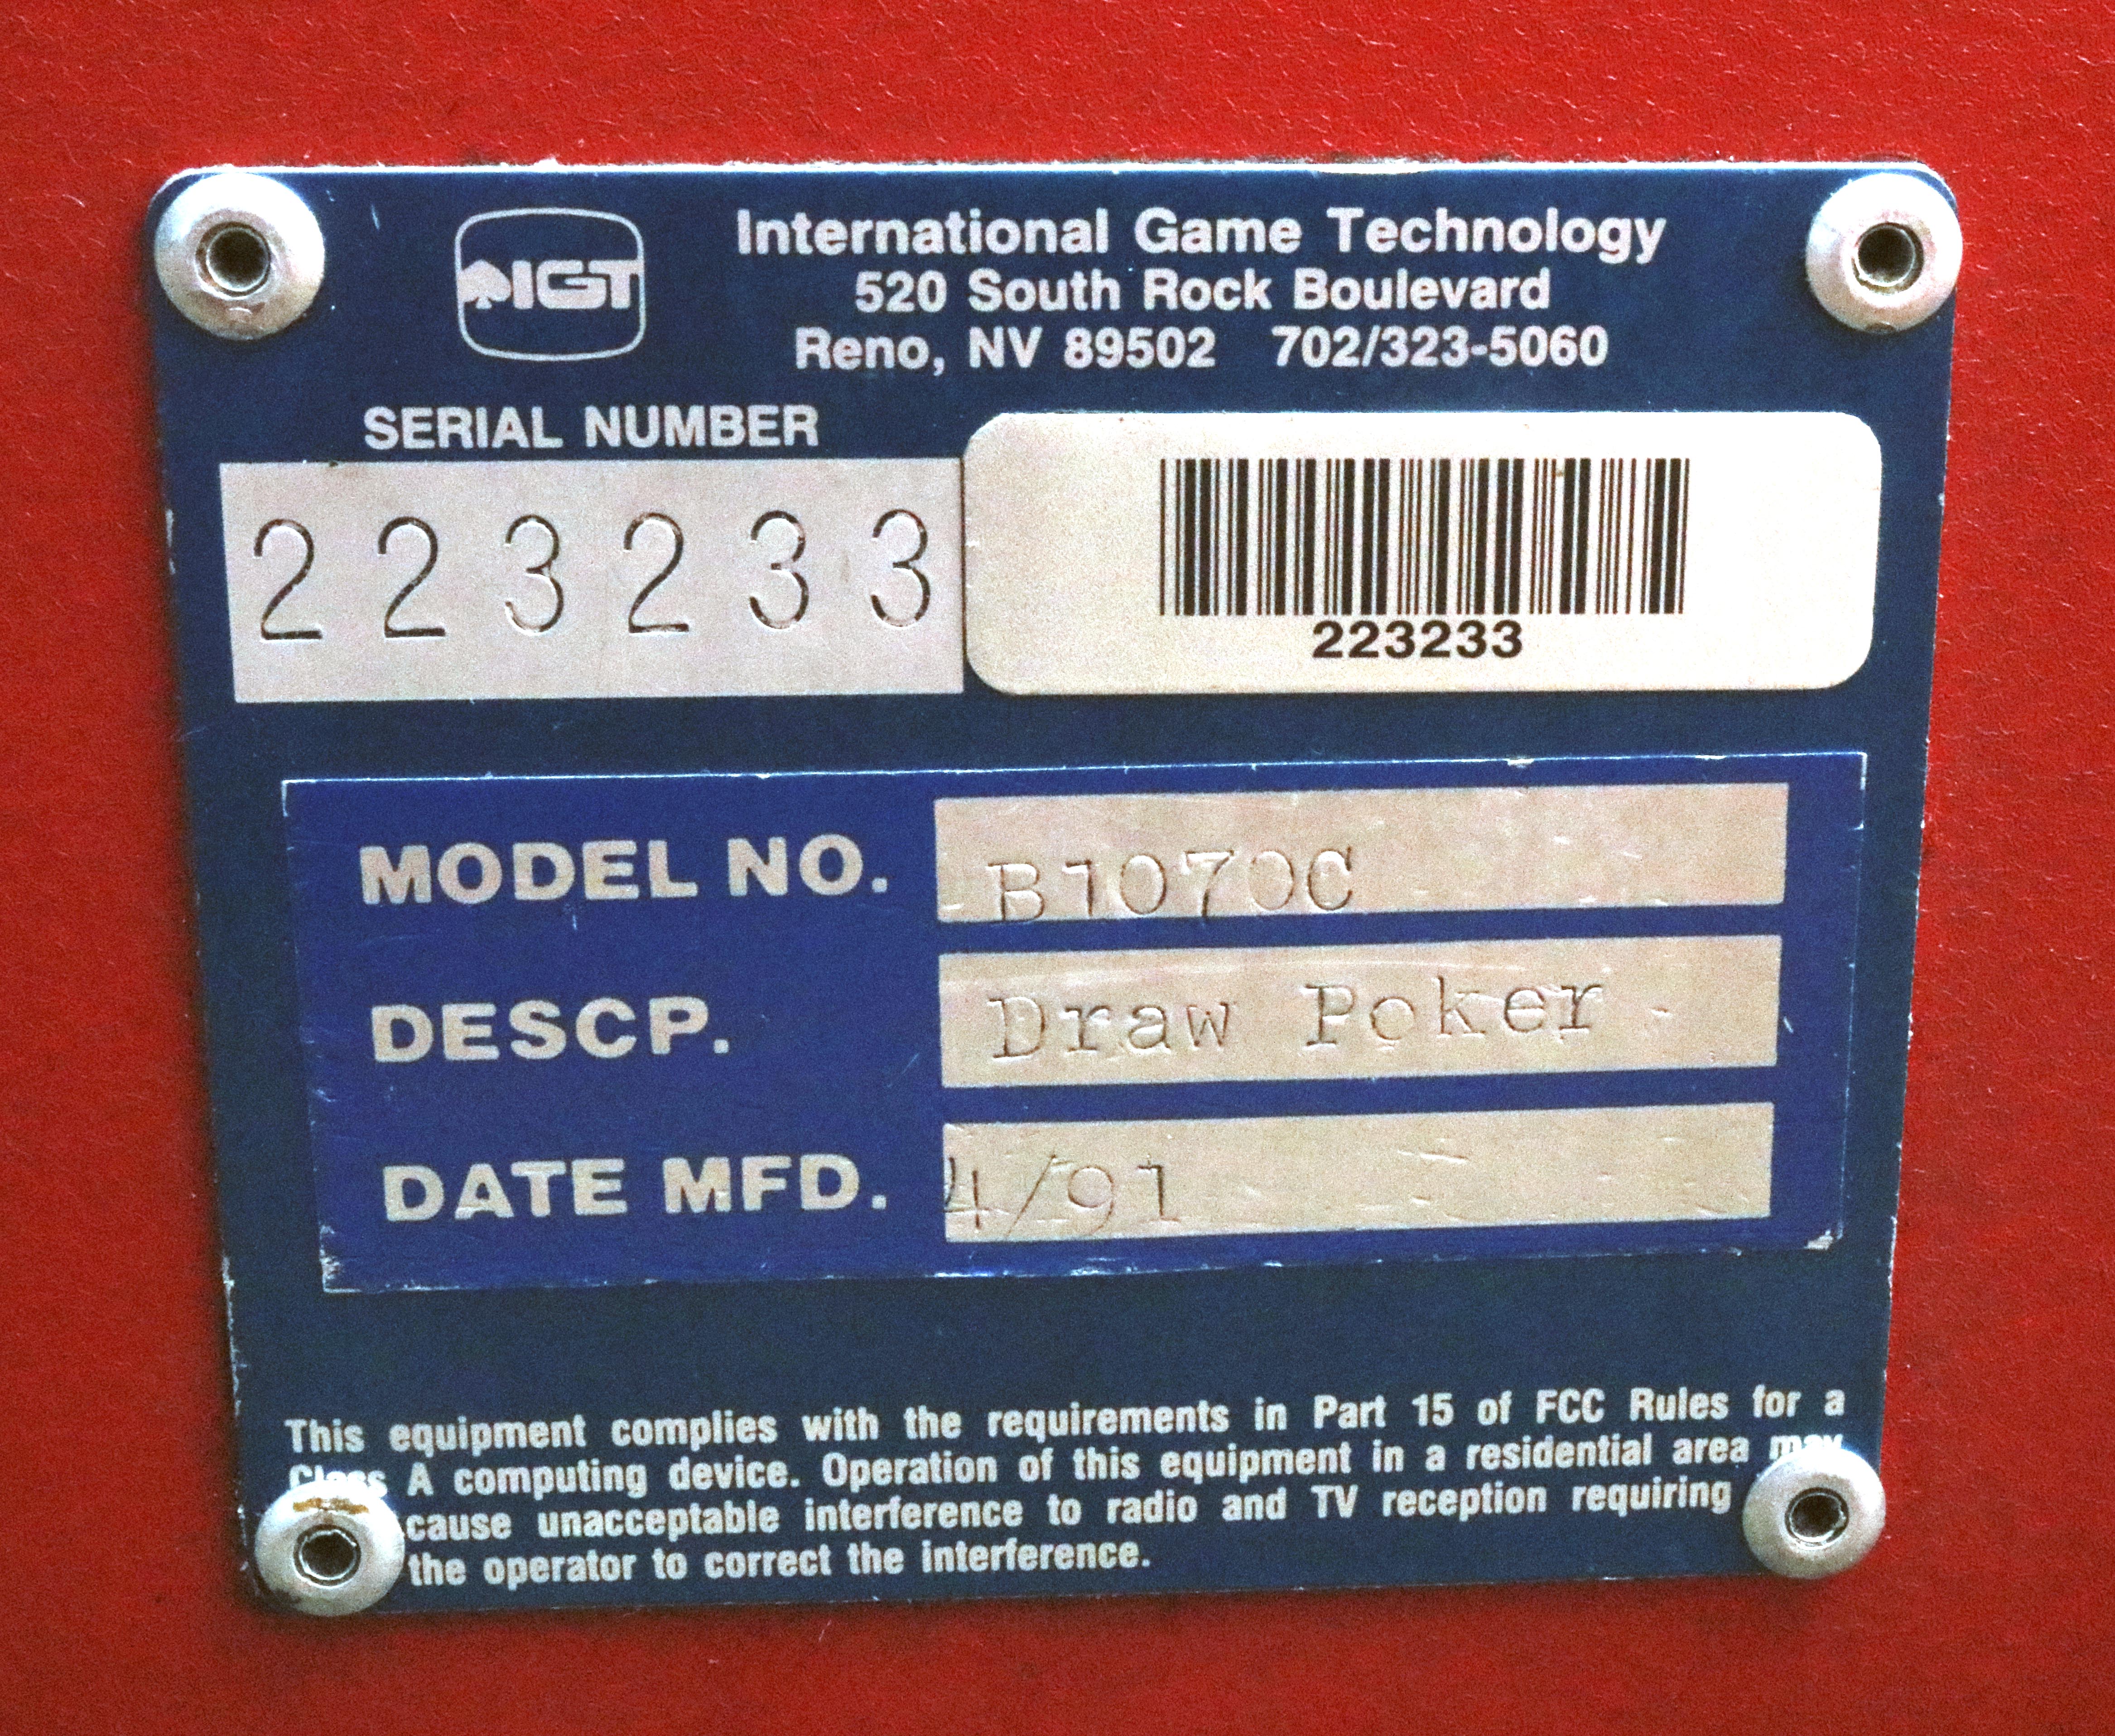 IGT
International Game Technology
520 South Rock Boulevard
Reno, NV 89502 702/323-5060
SERIAL NUMBER
223233
223233
MODEL NO. B1070C
DESCP. Draw Poker
DATE MFD. 4/91
This equipment complies with the requirements in Part 15 of FCC Rules for a
Class A computing device. Operation of this equipment in a residential area may
cause unacceptable interference to radio and TV reception requiring
the operator to correct the interference.